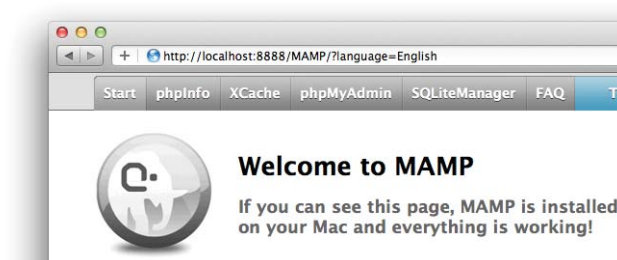 http://localhost:8888/MAMP/?language=English
Start phpInfo XCache phpMyAdmin SQLiteManager FAQ
Welcome to MAMP
If you can see this page, MAMP is installed
on your Mac and everything is working!